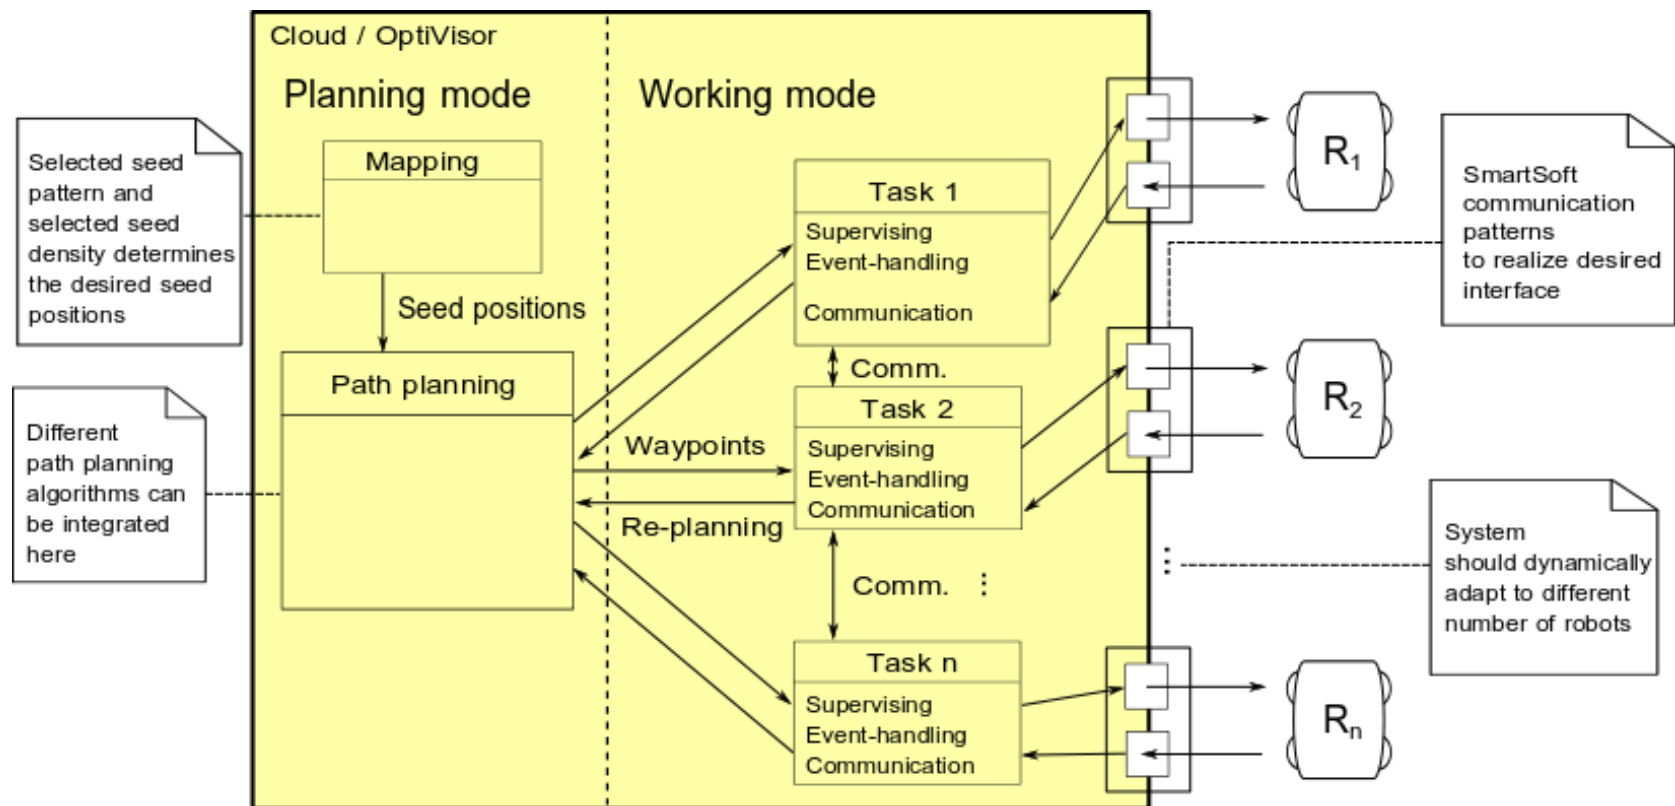 Cloud / OptiVisor
Planning mode
Working mode
Selected seed
pattern and
selected seed
density determines
the desired seed
positions
Mapping
Seed positions
Path planning
Different
path planning
algorithms can
be integrated
here
Waypoints
Re-planning
Task 1
Supervising
Event-handling
Communication
Comm.
Task 2
Supervising
Event-handling
Communication
Comm. ⋮
Task n
Supervising
Event-handling
Communication
R1
R2
⋮
Rn
SmartSoft
communication
patterns
to realize desired
interface
System
should dynamically
adapt to different
number of robots